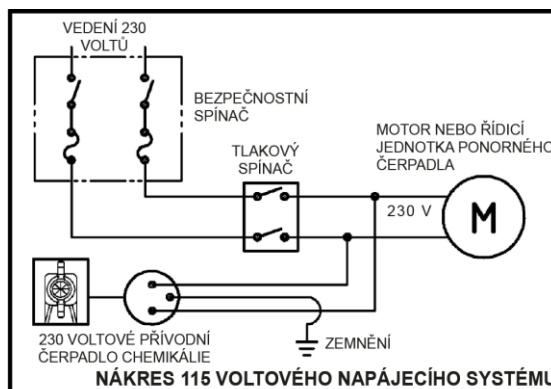 VEDENÍ 230
VOLTŮ
BEZPEČNOSTNÍ
SPÍNAČ
TLAKOVÝ
SPÍNAČ
MOTOR NEBO ŘÍDICÍ
JEDNOTKA PONORNÉHO
ČERPADLA
230 V
M
230 VOLTOVÉ PŘÍVODNÍ
ČERPADLO CHEMIKÁLIE
ZEMNĚNÍ
NÁKRES 115 VOLTOVÉHO NAPÁJECÍHO SYSTÉMU